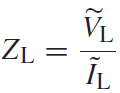 Z_L = Ṽ_L / Ĩ_L